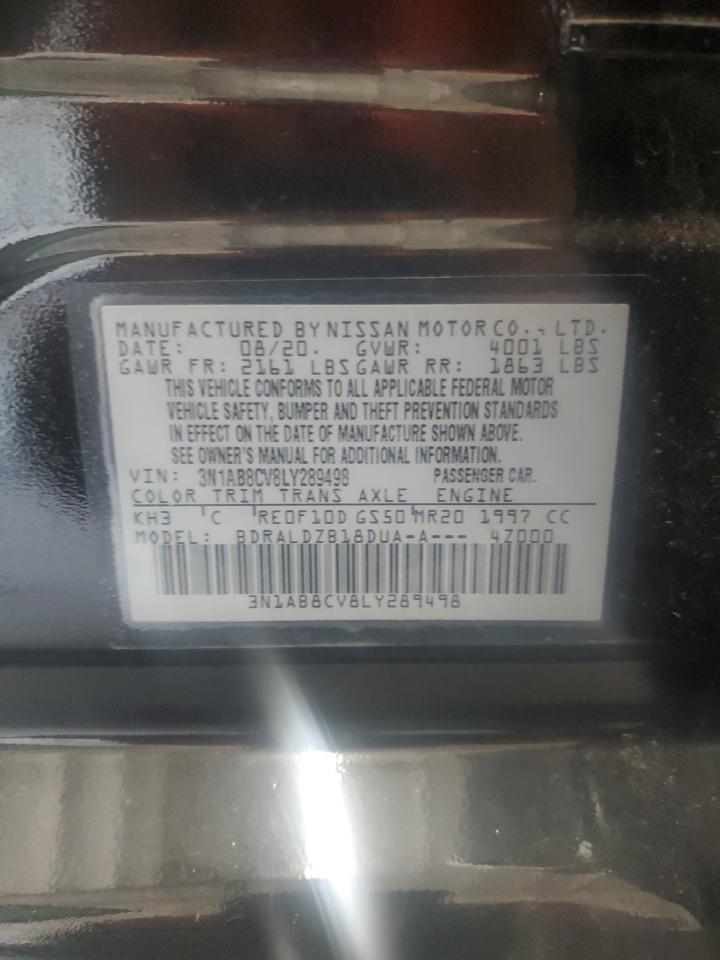 MANUFACTURED BY NISSAN MOTOR CO., LTD.
DATE: 08/20. GVWR: 4001 LBS
GAWR FR: 2161 LBS GAWR RR: 1863 LBS
THIS VEHICLE CONFORMS TO ALL APPLICABLE FEDERAL MOTOR
VEHICLE SAFETY, BUMPER AND THEFT PREVENTION STANDARDS
IN EFFECT ON THE DATE OF MANUFACTURE SHOWN ABOVE.
SEE OWNER'S MANUAL FOR ADDITIONAL INFORMATION.
VIN: 3N1AB8CV8LY289498 PASSENGER CAR.
COLOR TRIM TRANS AXLE ENGINE
KH3 C RE0F10D GS50 MR20 1997 CC
MODEL: BDRALDZB18DUA-A--- 4Z000
3N1AB8CV8LY289498